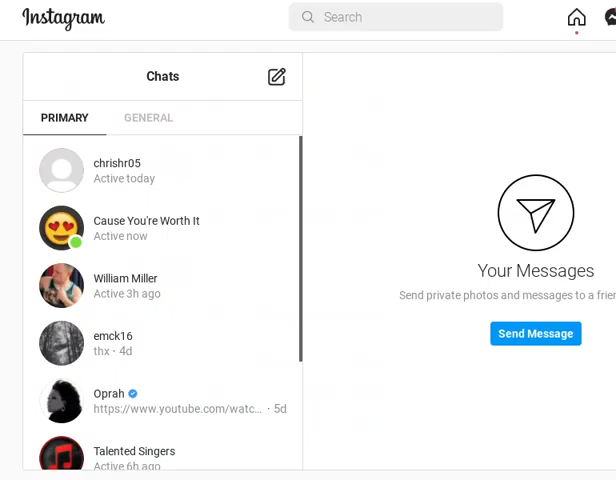 Instagram
Search
Chats
PRIMARY GENERAL
chrishr05
Active today
Cause You're Worth It
Active now
William Miller
Active 3h ago
emck16
thx · 4d
Oprah
https://www.youtube.com/watc... · 5d
Talented Singers
Active 6h ago
Your Messages
Send private photos and messages to a
Send Message